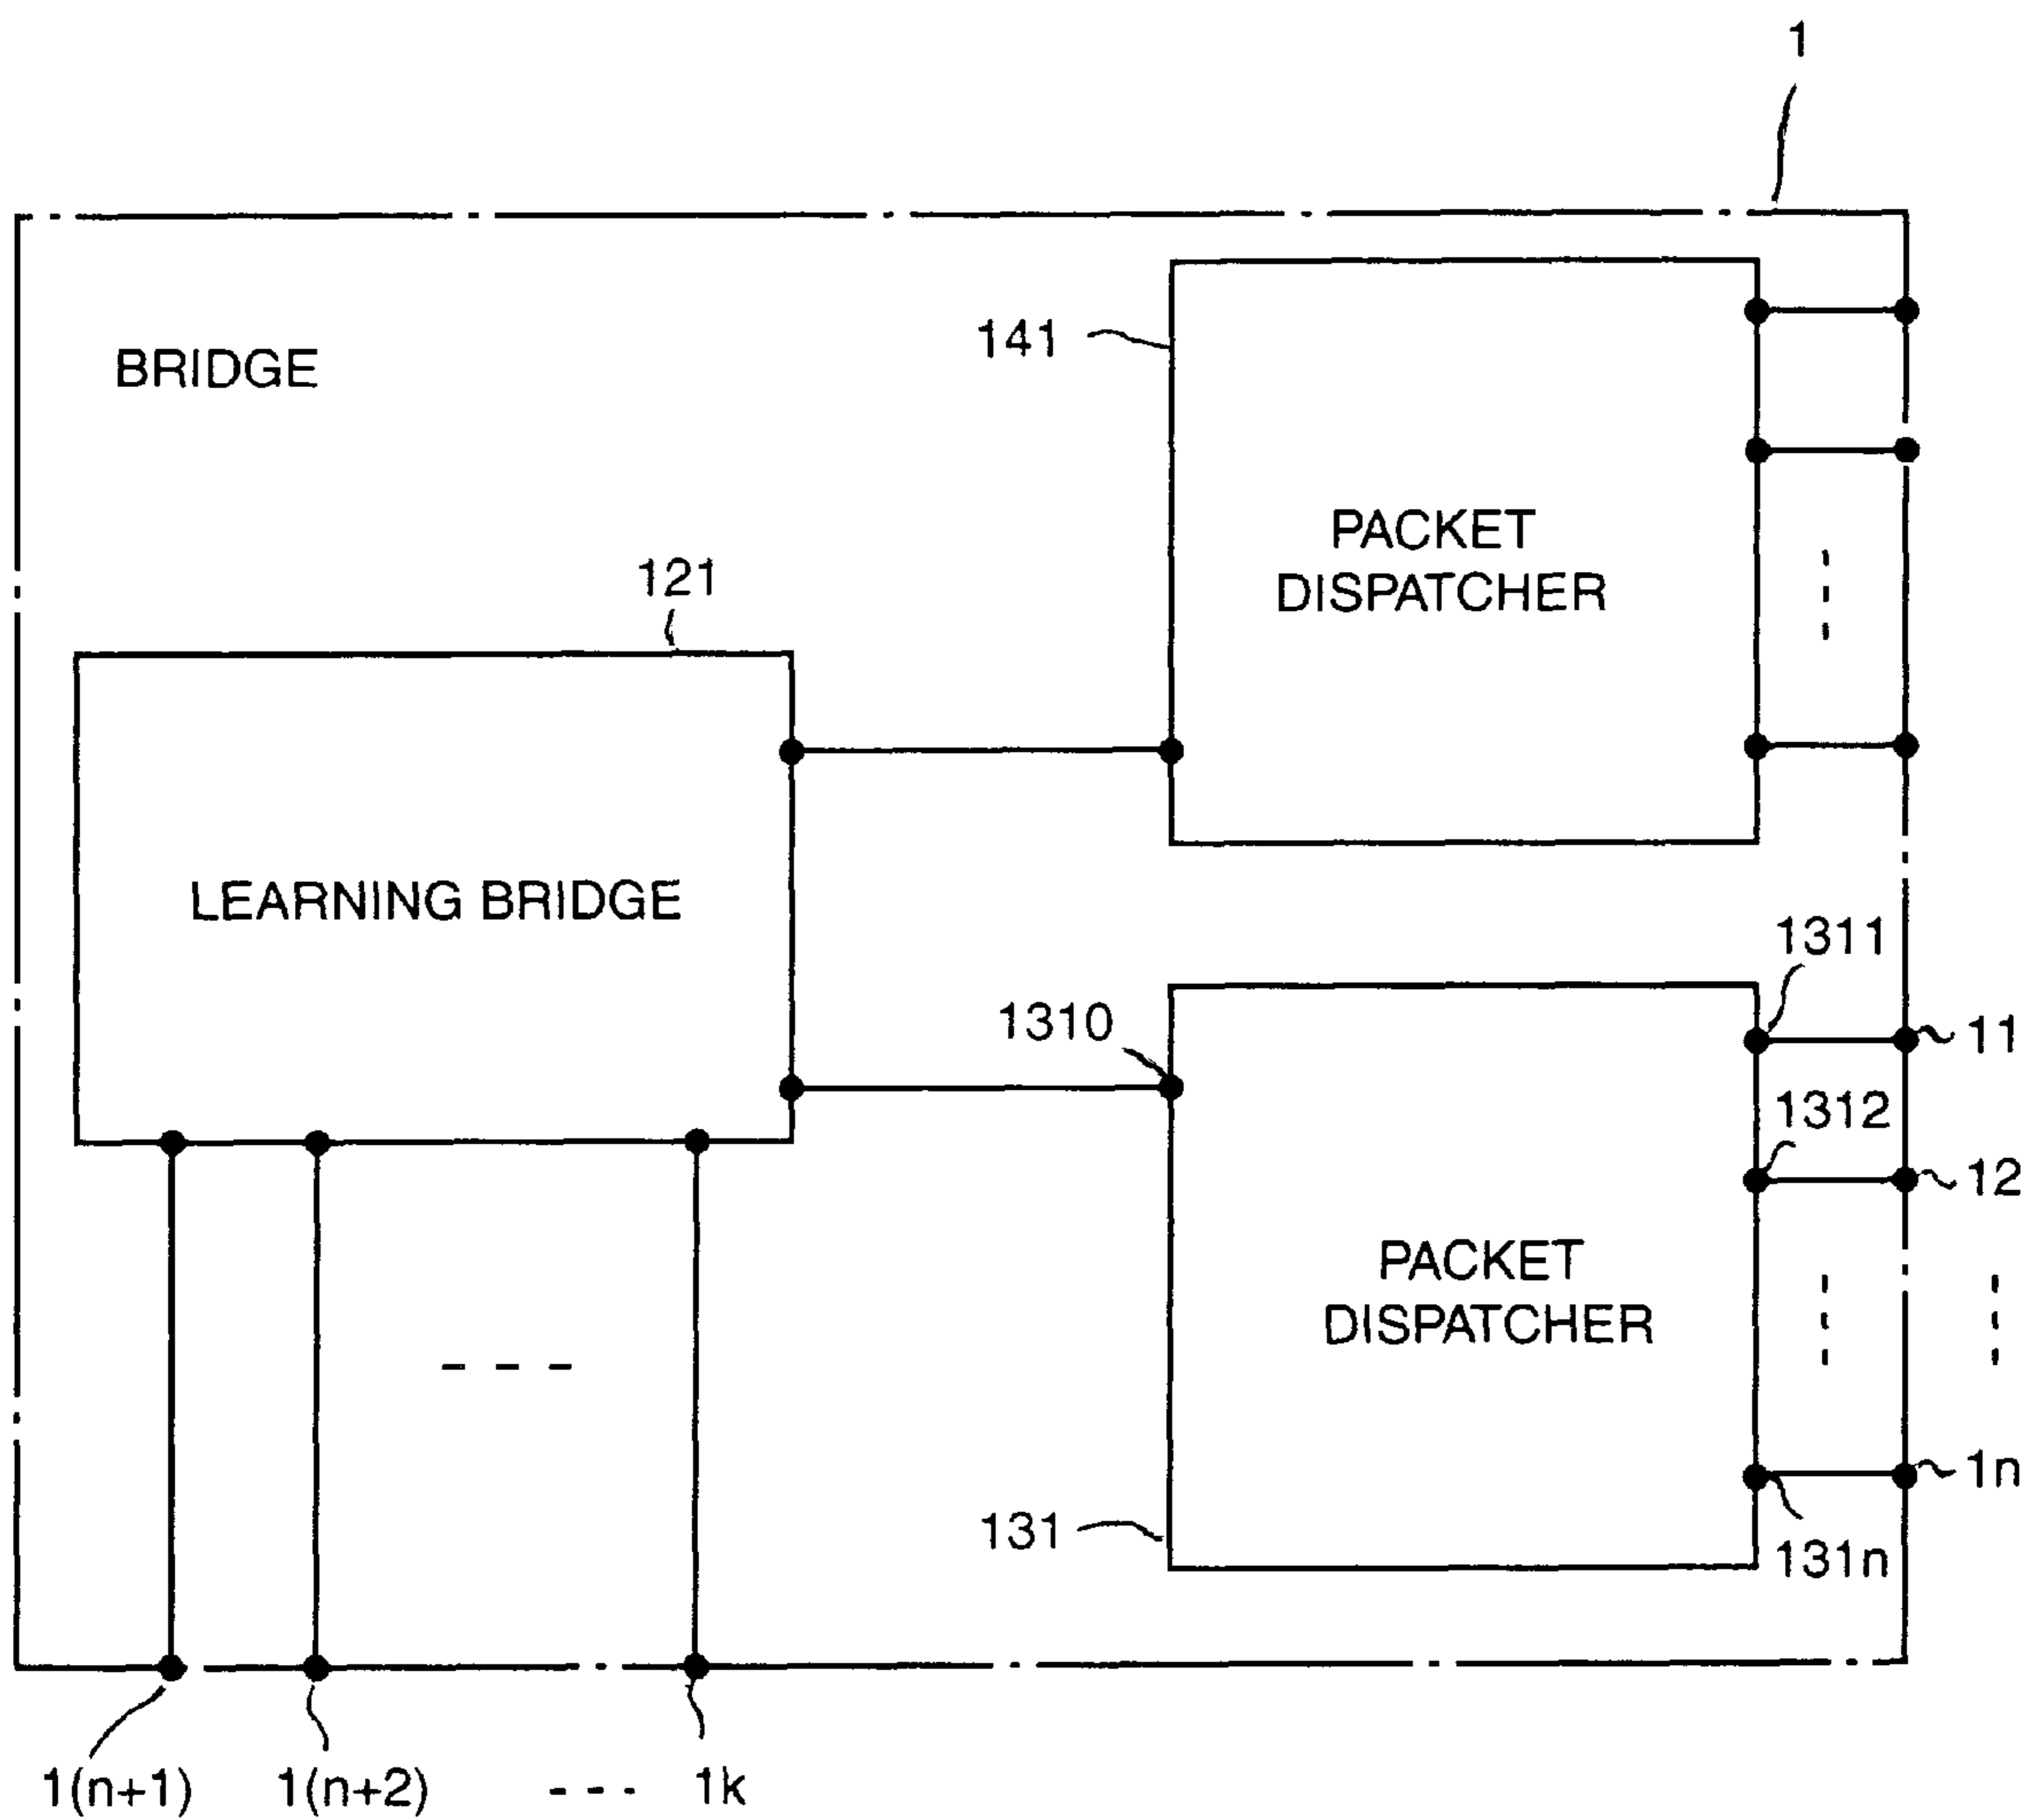 1
BRIDGE
141
PACKET
DISPATCHER
121
LEARNING BRIDGE
1311
1310
11
1312
12
PACKET
DISPATCHER
1n
131
131n
1(n+1)
1(n+2)
--- 1k